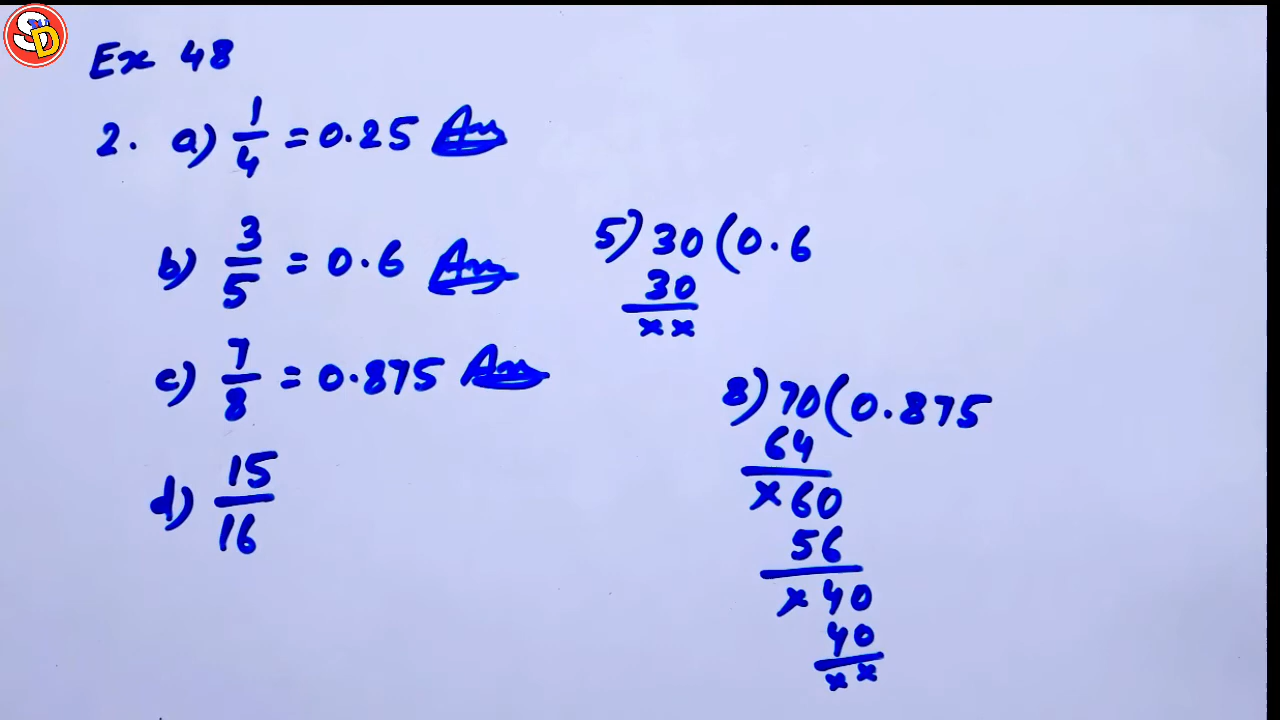 SD
Ex 48
2. a) 1/4 = 0.25 Ans
b) 3/5 = 0.6 Ans
c) 7/8 = 0.875 Ans
d) 15/16
5)30(0.6
30
x x
8)70(0.875
64
x 60
56
x 40
40
x x